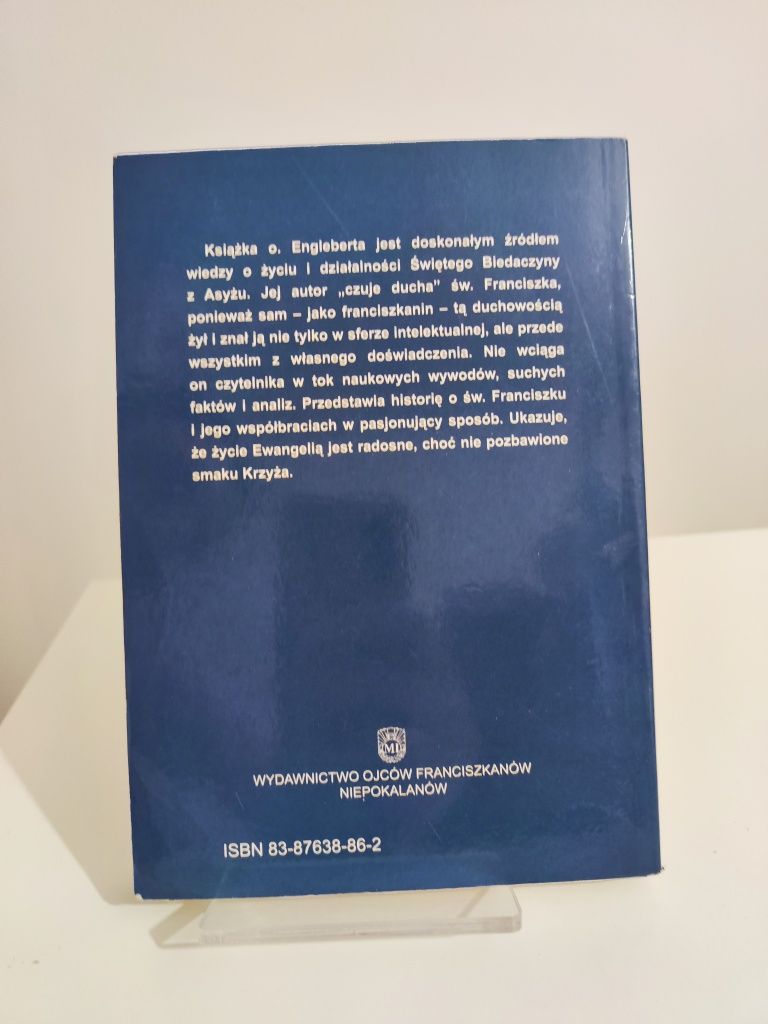 Książka o. Engleberta jest doskonałym źródłem
wiedzy o życiu i działalności Świętego Biedaczyny
z Asyżu. Jej autor „czuje ducha” św. Franciszka,
ponieważ sam – jako franciszkanin – tą duchowością
żył i znał ją nie tylko w sferze intelektualnej, ale przede
wszystkim z własnego doświadczenia. Nie wciąga
on czytelnika w tok naukowych wywodów, suchych
faktów i analiz. Przedstawia historię o św. Franciszku
i jego współbraciach w pasjonujący sposób. Ukazuje,
że życie Ewangelią jest radosne, choć nie pozbawione
smaku Krzyża.
MI
WYDAWNICTWO OJCÓW FRANCISZKANÓW
NIEPOKALANÓW
ISBN 83-87638-86-2